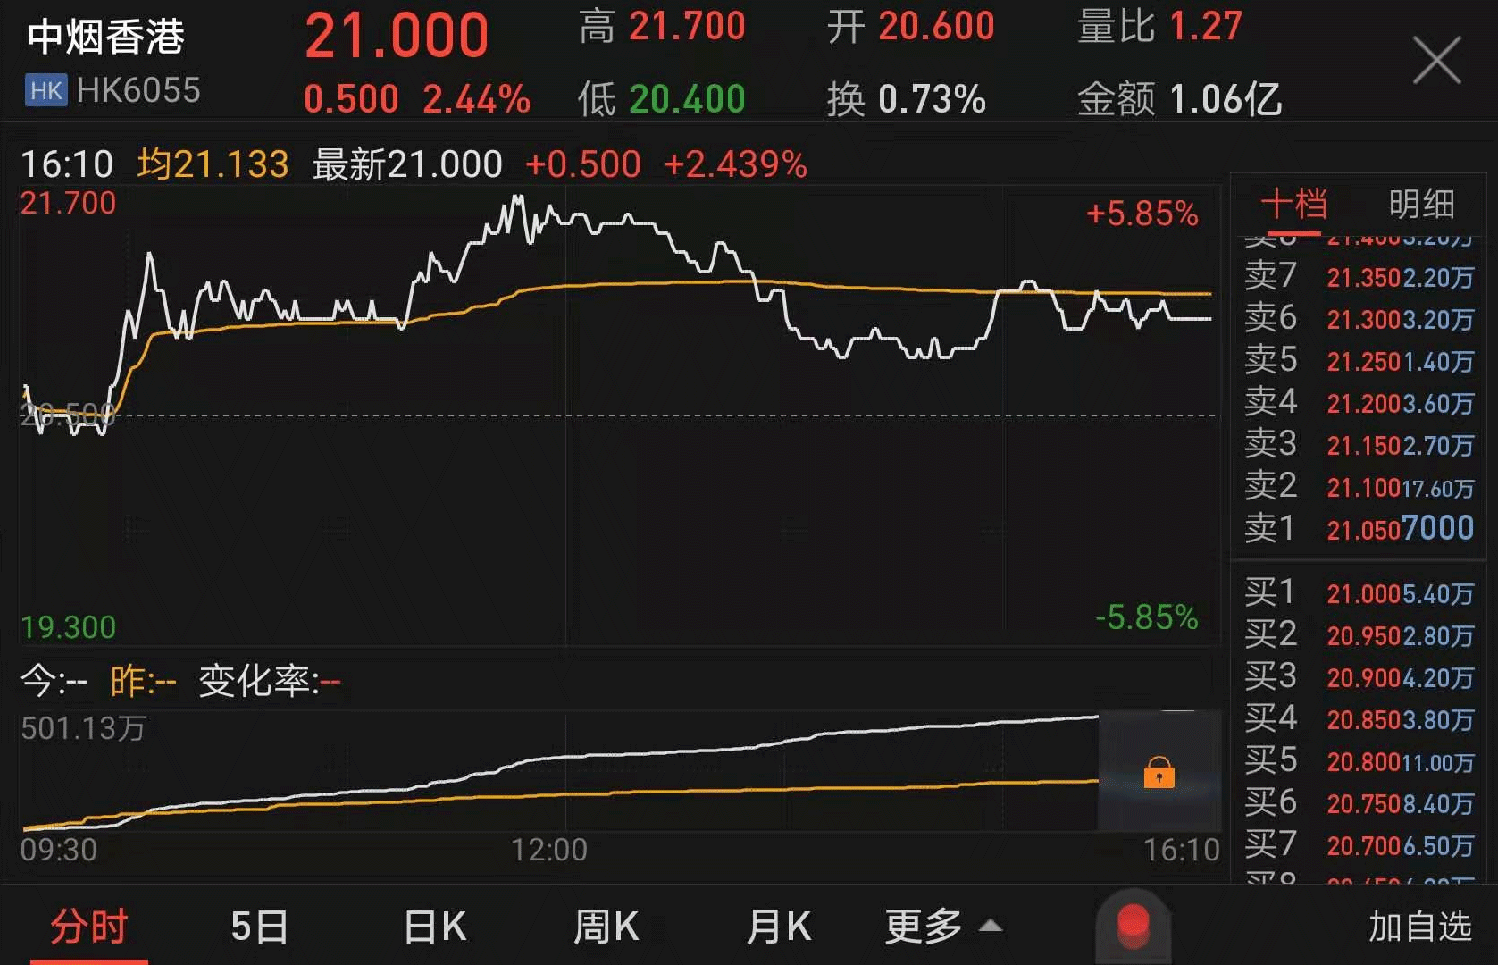 中烟香港 21.000 高 21.700 开 20.600 量比 1.27
HK HK6055 0.500 2.44% 低 20.400 换 0.73% 金额 1.06亿
16:10 均21.133 最新21.000 +0.500 +2.439%
21.700 +5.85%
20.500
19.300 -5.85%
今:-- 昨:-- 变化率:--
501.13万
09:30 12:00 16:10
十档 明细
卖7 21.350 2.20万
卖6 21.300 3.20万
卖5 21.250 1.40万
卖4 21.200 3.60万
卖3 21.150 2.70万
卖2 21.100 17.60万
卖1 21.050 7000
买1 21.000 5.40万
买2 20.950 2.80万
买3 20.900 4.20万
买4 20.850 3.80万
买5 20.800 11.00万
买6 20.750 8.40万
买7 20.700 6.50万
分时 5日 日K 周K 月K 更多 加自选